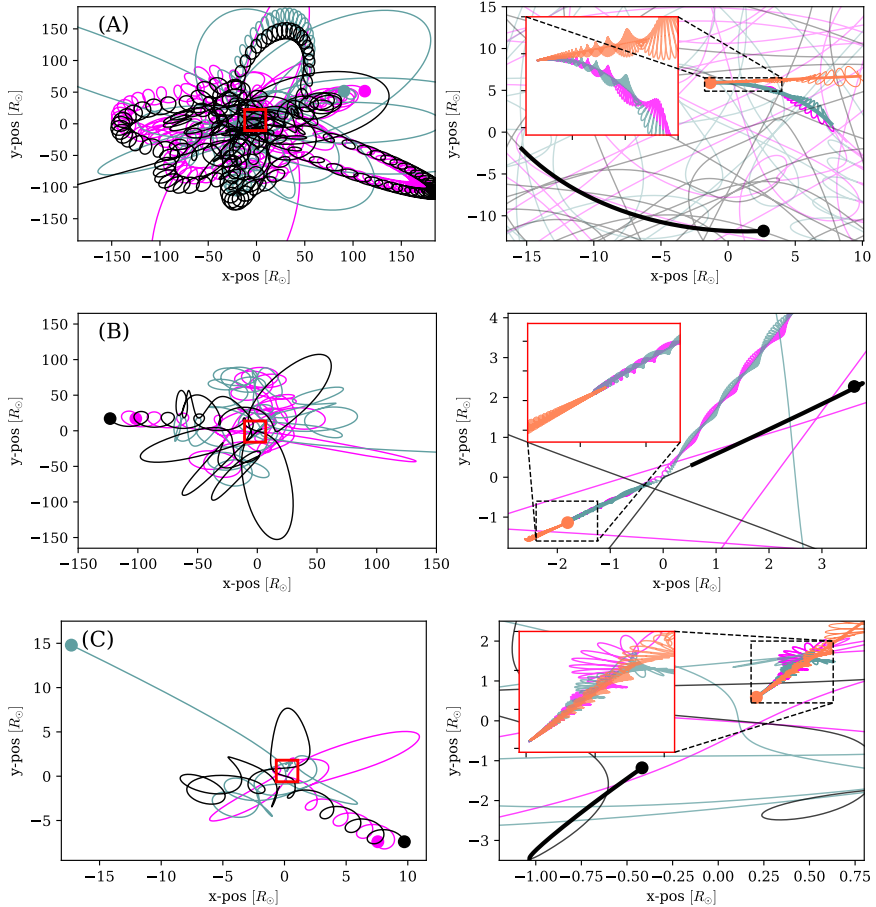 (A)
y-pos [R⊙]
150
100
50
0
−50
−100
−150
−150 −100 −50 0 50 100 150
x-pos [R⊙]
y-pos [R⊙]
15
10
5
0
−5
−10
−15 −10 −5 0 5 10
x-pos [R⊙]
(B)
y-pos [R⊙]
150
100
50
0
−50
−100
−150
−150 −100 −50 0 50 100 150
x-pos [R⊙]
y-pos [R⊙]
4
3
2
1
0
−1
−2 −1 0 1 2 3
x-pos [R⊙]
(C)
y-pos [R⊙]
15
10
5
0
−5
−15 −10 −5 0 5 10
x-pos [R⊙]
y-pos [R⊙]
2
1
0
−1
−2
−3
−1.00 −0.75 −0.50 −0.25 0.00 0.25 0.50 0.75
x-pos [R⊙]